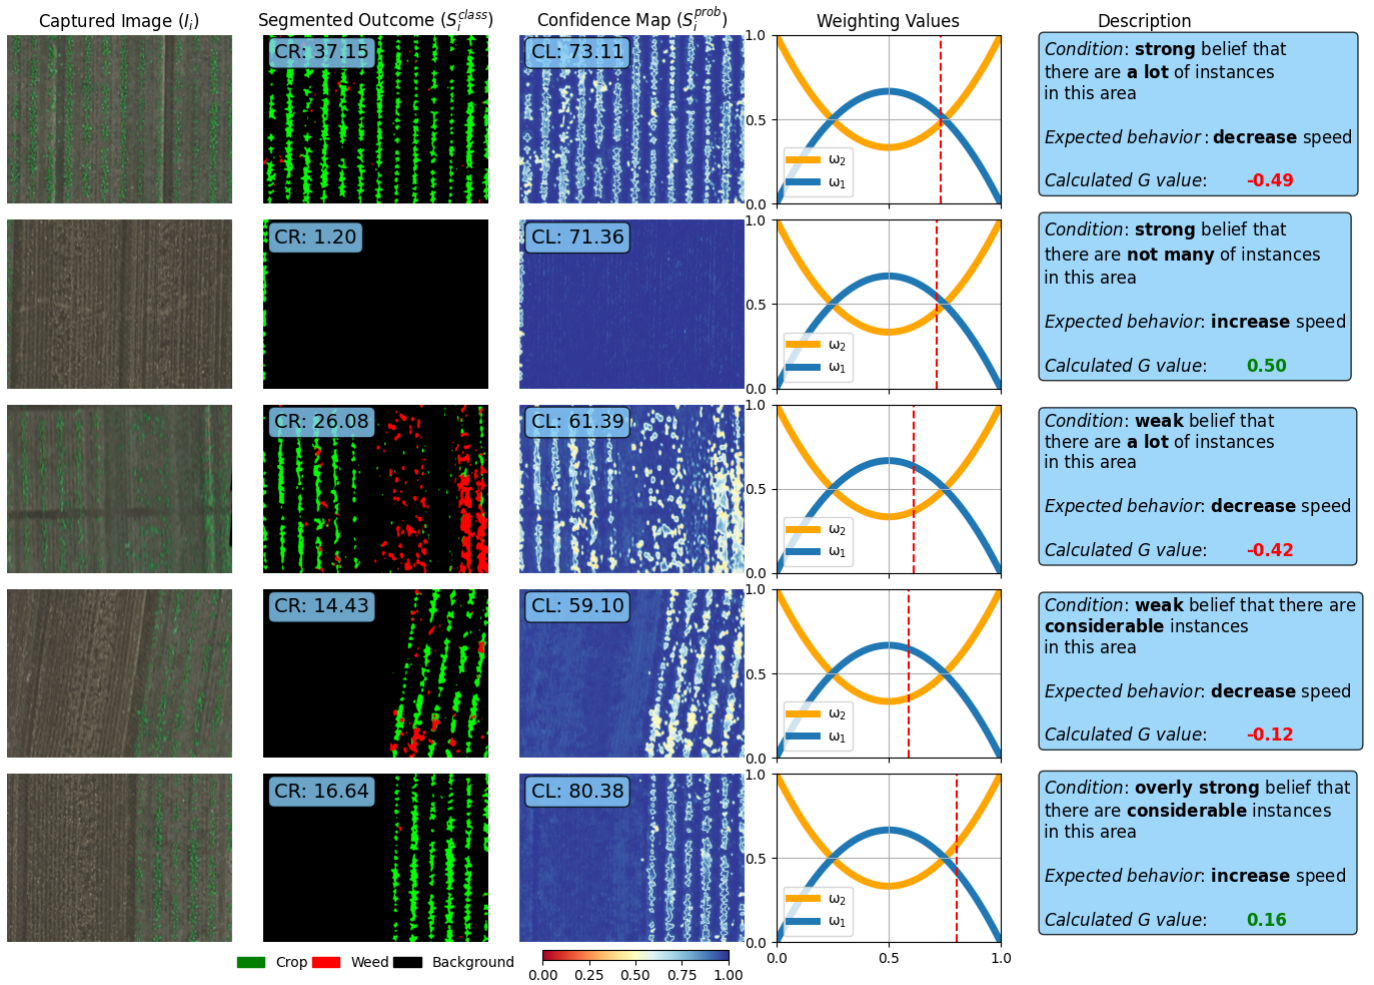 Captured Image (I_i) Segmented Outcome (S_i^class) Confidence Map (S_i^prob) Weighting Values Description
CR: 37.15
CL: 73.11
1.0
0.5
0.0
ω₂
ω₁
Condition: strong belief that
there are a lot of instances
in this area
Expected behavior : decrease speed
Calculated G value: -0.49
CR: 1.20
CL: 71.36
1.0
0.5
0.0
ω₂
ω₁
Condition: strong belief that
there are not many of instances
in this area
Expected behavior: increase speed
Calculated G value: 0.50
CR: 26.08
CL: 61.39
1.0
0.5
0.0
ω₂
ω₁
Condition: weak belief that
there are a lot of instances
in this area
Expected behavior: decrease speed
Calculated G value: -0.42
CR: 14.43
CL: 59.10
1.0
0.5
0.0
ω₂
ω₁
Condition: weak belief that there are
considerable instances
in this area
Expected behavior: decrease speed
Calculated G value: -0.12
CR: 16.64
CL: 80.38
1.0
0.5
0.0
ω₂
ω₁
0.0 0.5 1.0
Condition: overly strong belief that
there are considerable instances
in this area
Expected behavior: increase speed
Calculated G value: 0.16
Crop Weed Background
0.00 0.25 0.50 0.75 1.00